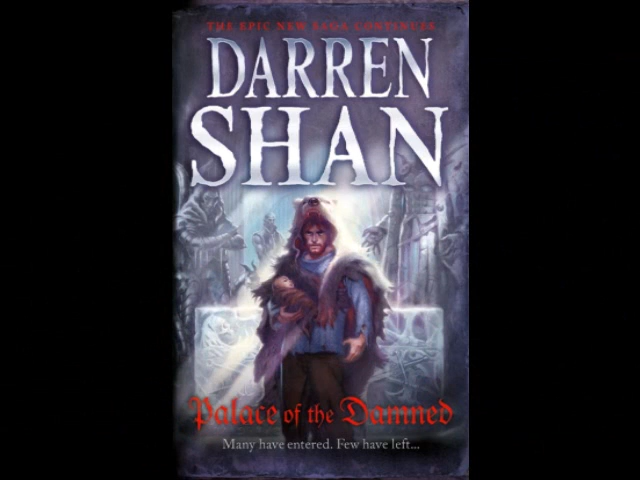 THE EPIC NEW SAGA CONTINUES
DARREN
SHAN
Palace of the Damned
Many have entered. Few have left...